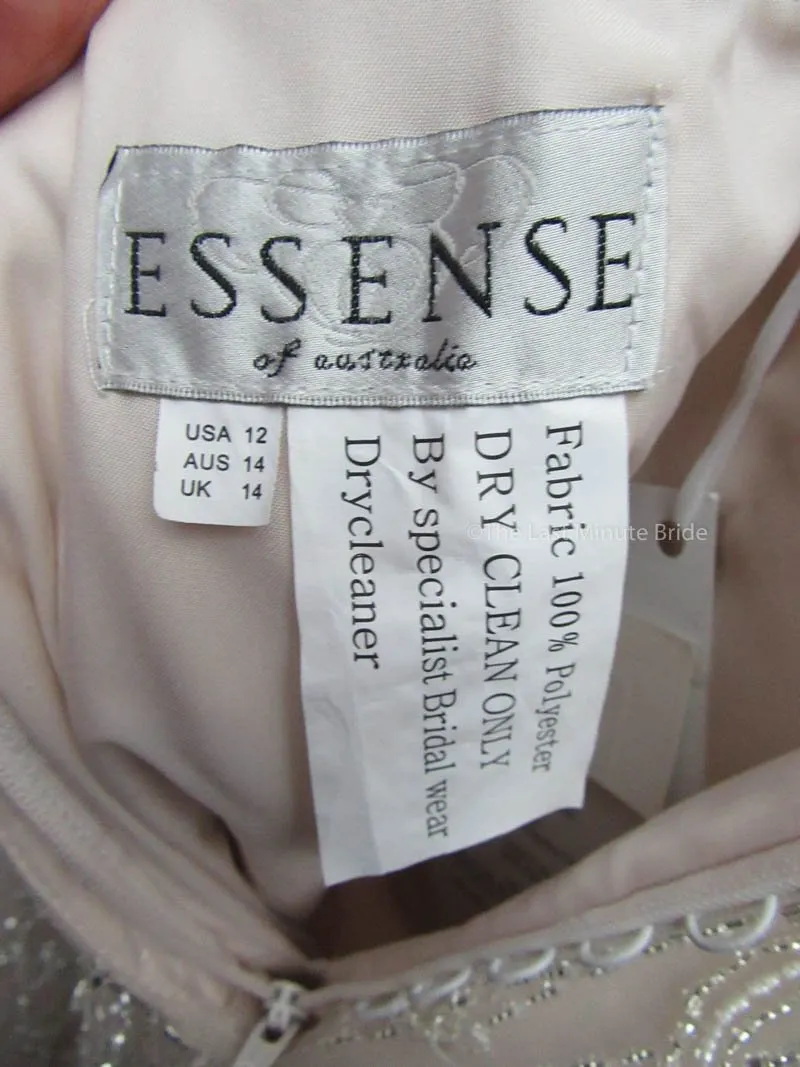 ESSENSE
of australia
USA 12
AUS 14
UK 14
Fabric 100% Polyester
DRY CLEAN ONLY
By specialist Bridal wear
Drycleaner
©The Last Minute Bride